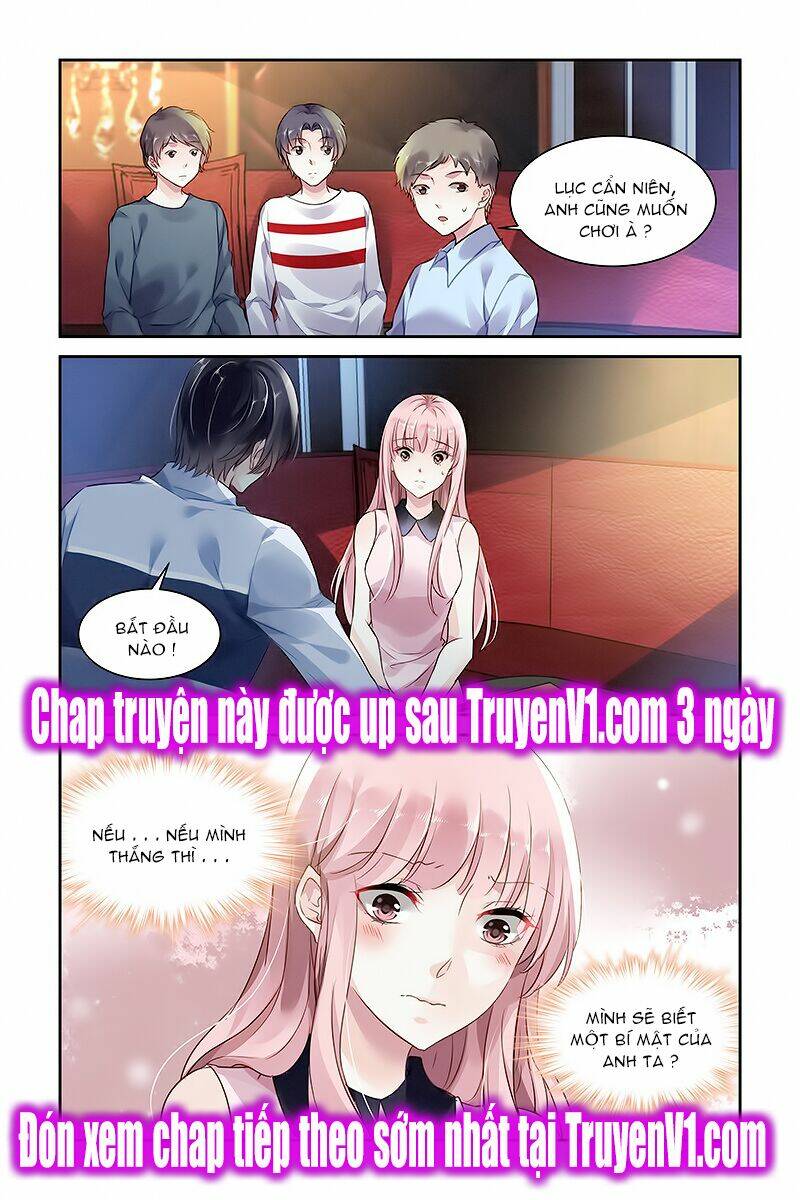 LỤC CẨN NIÊN,
ANH CŨNG MUỐN
CHƠI À ?
BẮT ĐẦU
NÀO !
Chap truyện này được up sau TruyenV1.com 3 ngày
NẾU . . . NẾU MÌNH
THẮNG THÌ . . .
MÌNH SẼ BIẾT
MỘT BÍ MẬT CỦA
ANH TA ?
Đón xem chap tiếp theo sớm nhất tại TruyenV1.com